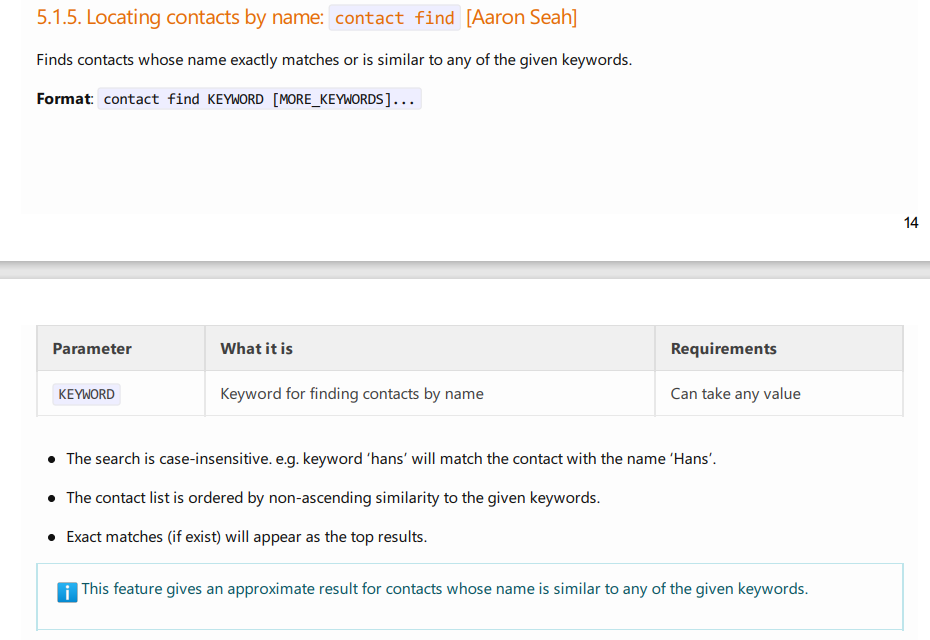 5.1.5. Locating contacts by name: contact find [Aaron Seah]
Finds contacts whose name exactly matches or is similar to any of the given keywords.
Format: contact find KEYWORD [MORE_KEYWORDS]...
14
Parameter What it is Requirements
KEYWORD Keyword for finding contacts by name Can take any value
• The search is case-insensitive. e.g. keyword ‘hans’ will match the contact with the name ‘Hans’.
• The contact list is ordered by non-ascending similarity to the given keywords.
• Exact matches (if exist) will appear as the top results.
i This feature gives an approximate result for contacts whose name is similar to any of the given keywords.